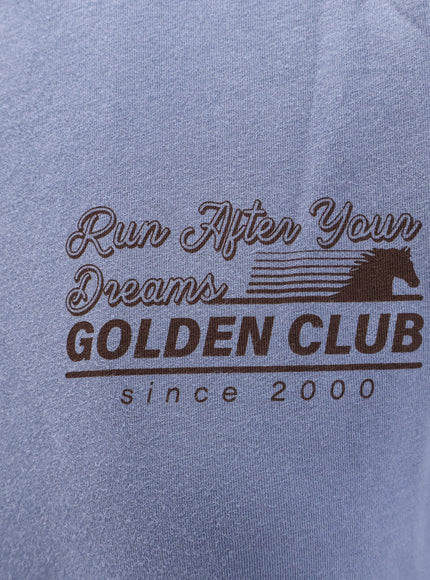 Run After Your
Dreams
GOLDEN CLUB
since 2000